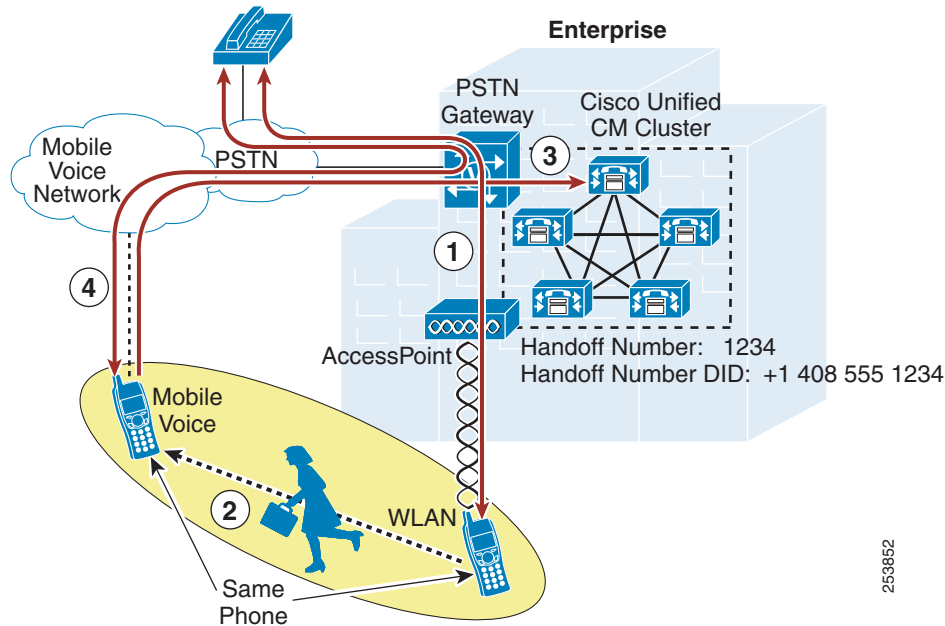 Enterprise
PSTN
Gateway
Cisco Unified
CM Cluster
Mobile
Voice
Network
PSTN
3
1
4
AccessPoint
Handoff Number: 1234
Handoff Number DID: +1 408 555 1234
Mobile
Voice
2
WLAN
Same
Phone
253852